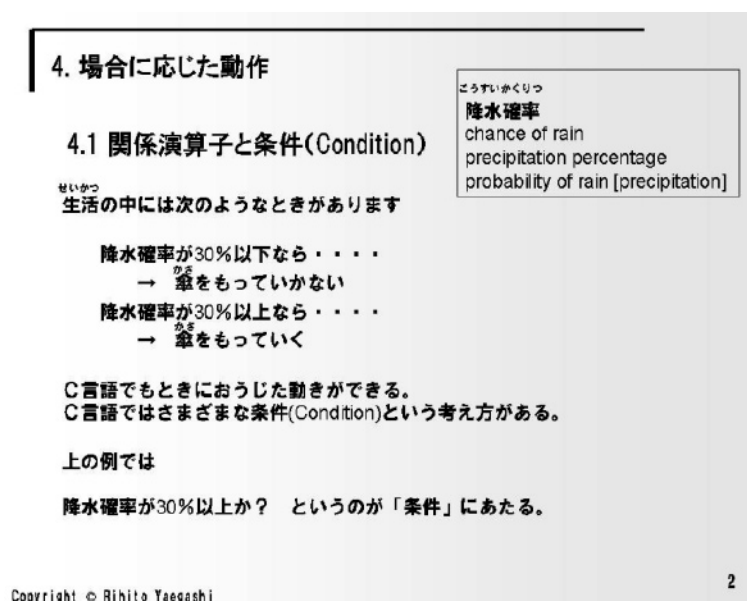 4. 場合に応じた動作
こうすいかくりつ
降水確率
chance of rain
precipitation percentage
probability of rain [precipitation]
4.1 関係演算子と条件(Condition)
せいかつ
生活の中には次のようなときがあります
降水確率が30%以下なら・・・・
かさ
→ 傘をもっていかない
降水確率が30%以上なら・・・・
かさ
→ 傘をもっていく
C言語でもときにおうじた動きができる。
C言語ではさまざまな条件(Condition)という考え方がある。
上の例では
降水確率が30%以上か? というのが「条件」にあたる。
2
Copyright © Rihito Yaegashi